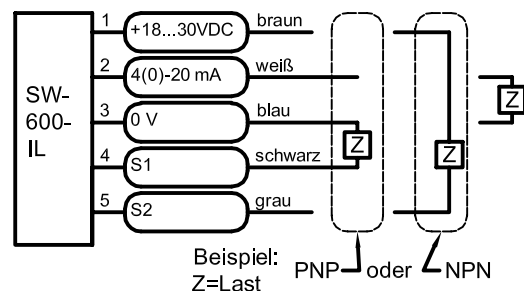 SW-
600-
IL
1 +18...30VDC braun
2 4(0)-20 mA weiß
3 0 V blau
4 S1 schwarz
5 S2 grau
Z
Z
Z
Beispiel:
Z=Last
PNP oder NPN